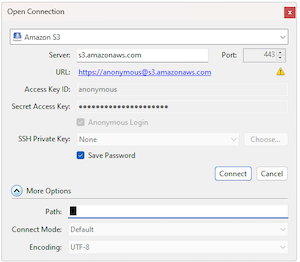 Open Connection
Amazon S3
Server: s3.amazonaws.com Port: 443
URL: https://anonymous@s3.amazonaws.com
Access Key ID: anonymous
Secret Access Key: ●●●●●●●●●●●●●●●●●●●●●
Anonymous Login
SSH Private Key: None Choose...
Save Password
Connect Cancel
More Options
Path:
Connect Mode: Default
Encoding: UTF-8